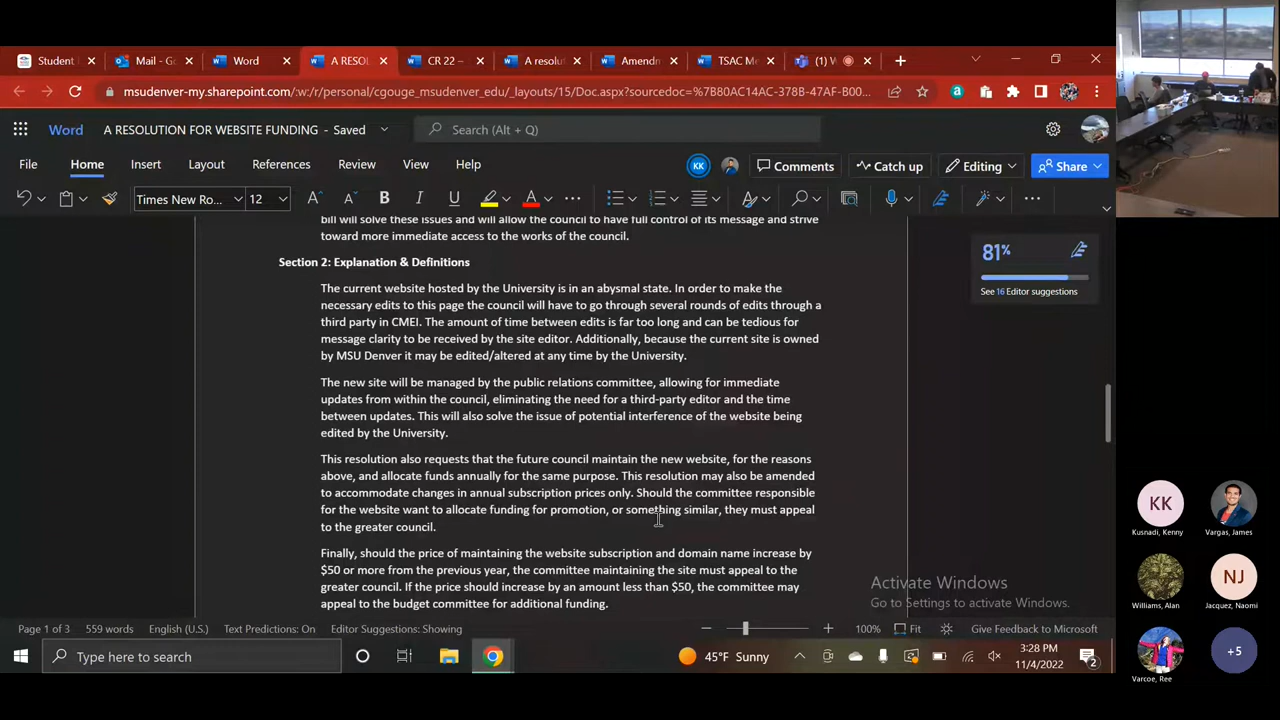 Student
Mail - Go
Word
A RESOL
CR 22 –
A resolut
Amendm
TSAC Me
(1) W
msudenver-my.sharepoint.com/:w:/r/personal/cgouge_msudenver_edu/_layouts/15/Doc.aspx?sourcedoc=%7B80AC14AC-378B-47AF-B00...
Word
A RESOLUTION FOR WEBSITE FUNDING - Saved
Search (Alt + Q)
File
Home
Insert
Layout
References
Review
View
Help
KK
Comments
Catch up
Editing
Share
Times New Ro...
12
B
I
U
A
bill will solve these issues and will allow the council to have full control of its message and strive
toward more immediate access to the works of the council.
Section 2: Explanation & Definitions
The current website hosted by the University is in an abysmal state. In order to make the
necessary edits to this page the council will have to go through several rounds of edits through a
third party in CMEI. The amount of time between edits is far too long and can be tedious for
message clarity to be received by the site editor. Additionally, because the current site is owned
by MSU Denver it may be edited/altered at any time by the University.
The new site will be managed by the public relations committee, allowing for immediate
updates from within the council, eliminating the need for a third-party editor and the time
between updates. This will also solve the issue of potential interference of the website being
edited by the University.
This resolution also requests that the future council maintain the new website, for the reasons
above, and allocate funds annually for the same purpose. This resolution may also be amended
to accommodate changes in annual subscription prices only. Should the committee responsible
for the website want to allocate funding for promotion, or something similar, they must appeal
to the greater council.
Finally, should the price of maintaining the website subscription and domain name increase by
$50 or more from the previous year, the committee maintaining the site must appeal to the
greater council. If the price should increase by an amount less than $50, the committee may
appeal to the budget committee for additional funding.
81%
See 16 Editor suggestions
Activate Windows
Go to Settings to activate Windows.
Page 1 of 3
559 words
English (U.S.)
Text Predictions: On
Editor Suggestions: Showing
100%
Fit
Give Feedback to Microsoft
Type here to search
45°F Sunny
3:28 PM
11/4/2022
2
KK
Kusnadi, Kenny
Vargas, James
Williams, Alan
NJ
Jacquez, Naomi
Varcoe, Ree
+5